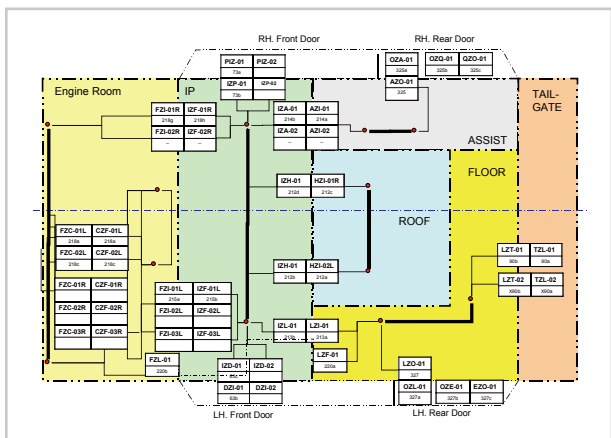 RH. Front Door
RH. Rear Door
PIZ-01 PIZ-02
73a
IZP-01 IZP-02
73b
OZA-01
325a
AZO-01
325
OZQ-01 QZO-01
325b 325c
Engine Room
IP
TAIL-
GATE
FZI-01R IZF-01R
218g 218h
FZI-02R IZF-02R
-- --
IZA-01 AZI-01
214b 214a
IZA-02 AZI-02
-- --
ASSIST
FLOOR
IZH-01 HZI-01R
212d 212c
ROOF
FZC-01L CZF-01L
218a 216a
FZC-02L CZF-02L
218c 218c
FZC-01R CZF-01R
FZC-02R CZF-02R
FZC-03R CZF-03R
LZT-01 TZL-01
90b 90a
LZT-02 TZL-02
X90b X90a
IZH-01 HZI-02L
212b 212a
FZI-01L IZF-01L
215a 215b
FZI-02L IZF-02L
FZI-03L IZF-03L
IZL-01 LZI-01
213b 213a
FZL-01
220b
LZF-01
220a
IZD-01 IZD-02
DZI-01 DZI-02
63b
LZO-01
327
OZL-01
327a
OZE-01 EZO-01
327b 327c
LH. Front Door
LH. Rear Door